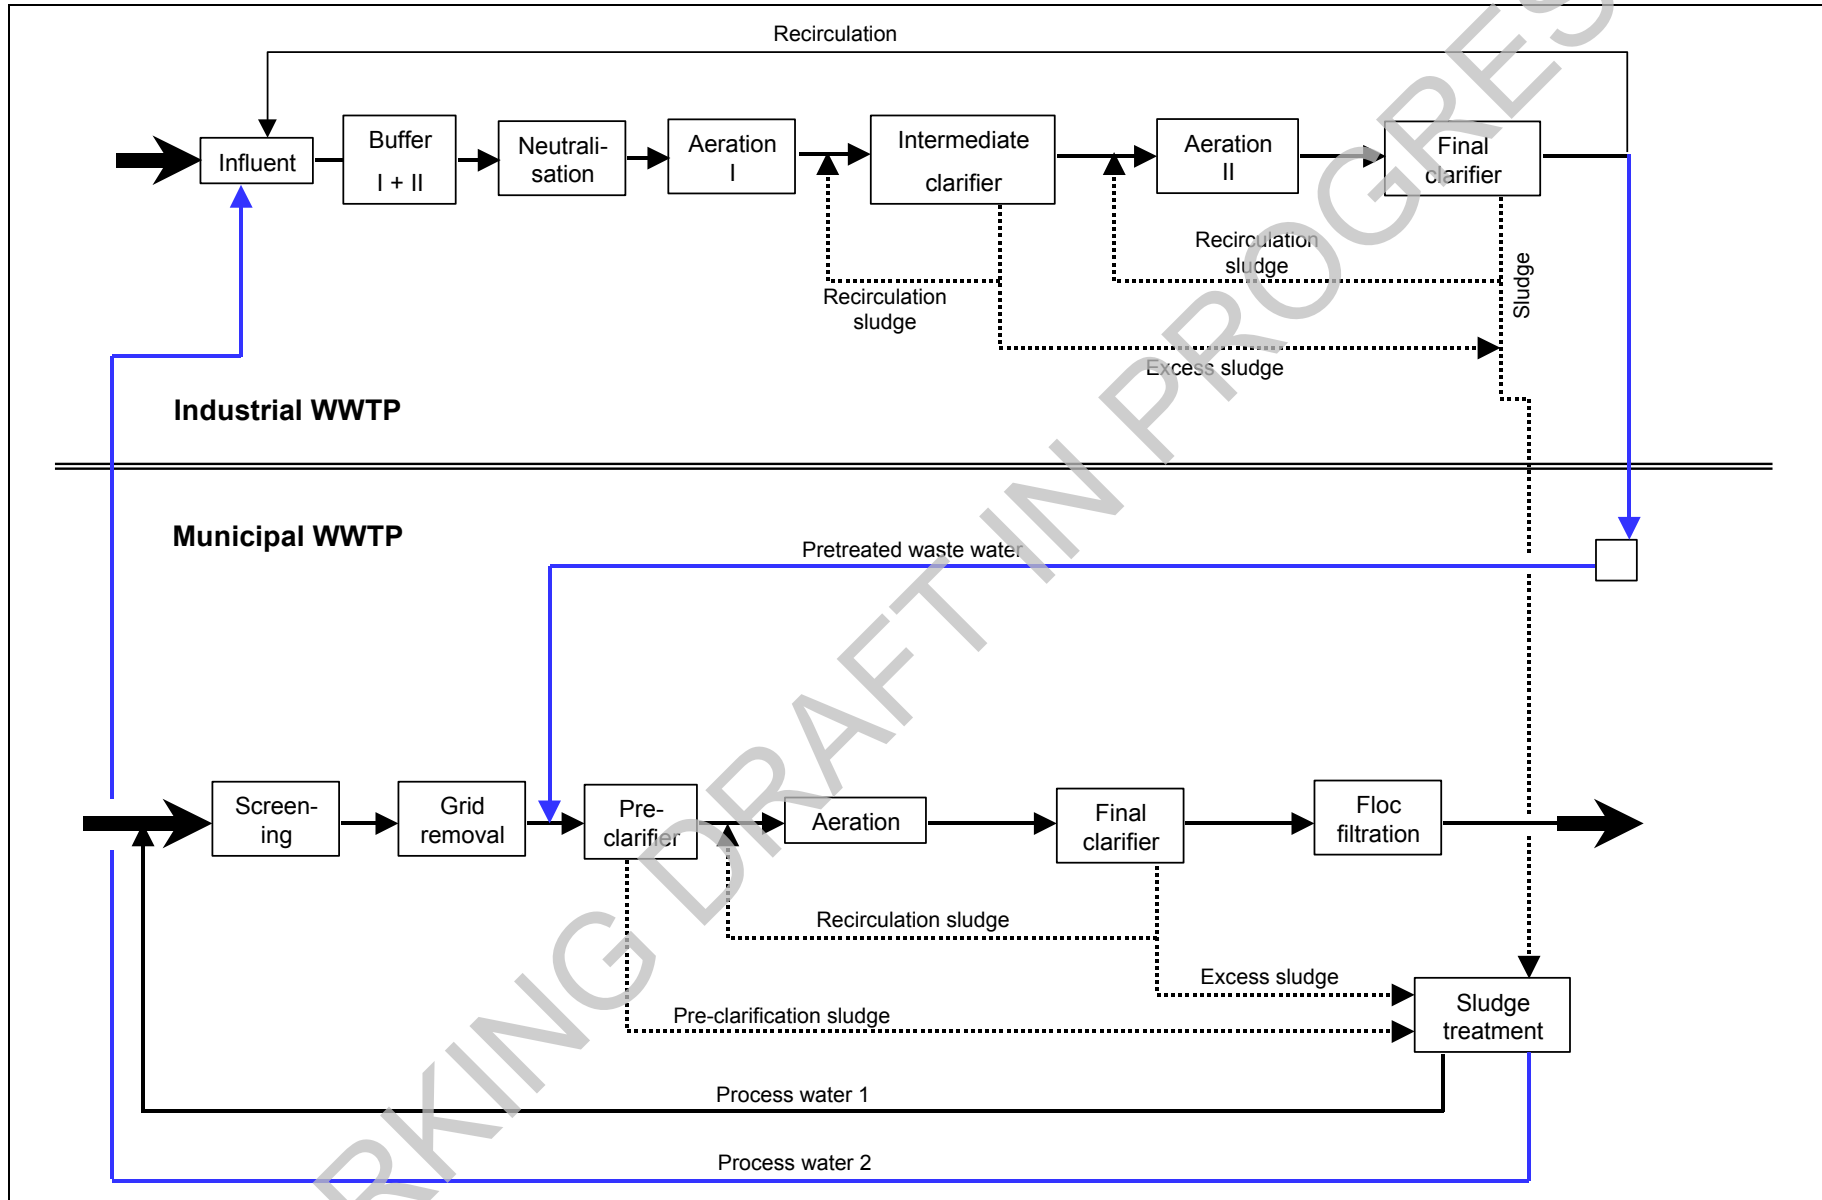 Recirculation
Influent
Buffer
I + II
Neutrali-
sation
Aeration
I
Intermediate
clarifier
Aeration
II
Final
clarifier
Recirculation
sludge
Recirculation
sludge
Sludge
Excess sludge
Industrial WWTP
Municipal WWTP
Pretreated waste water
Screen-
ing
Grid
removal
Pre-
clarifier
Aeration
Final
clarifier
Floc
filtration
Recirculation sludge
Excess sludge
Pre-clarification sludge
Sludge
treatment
Process water 1
Process water 2
RKING DRAFT IN PROGRES